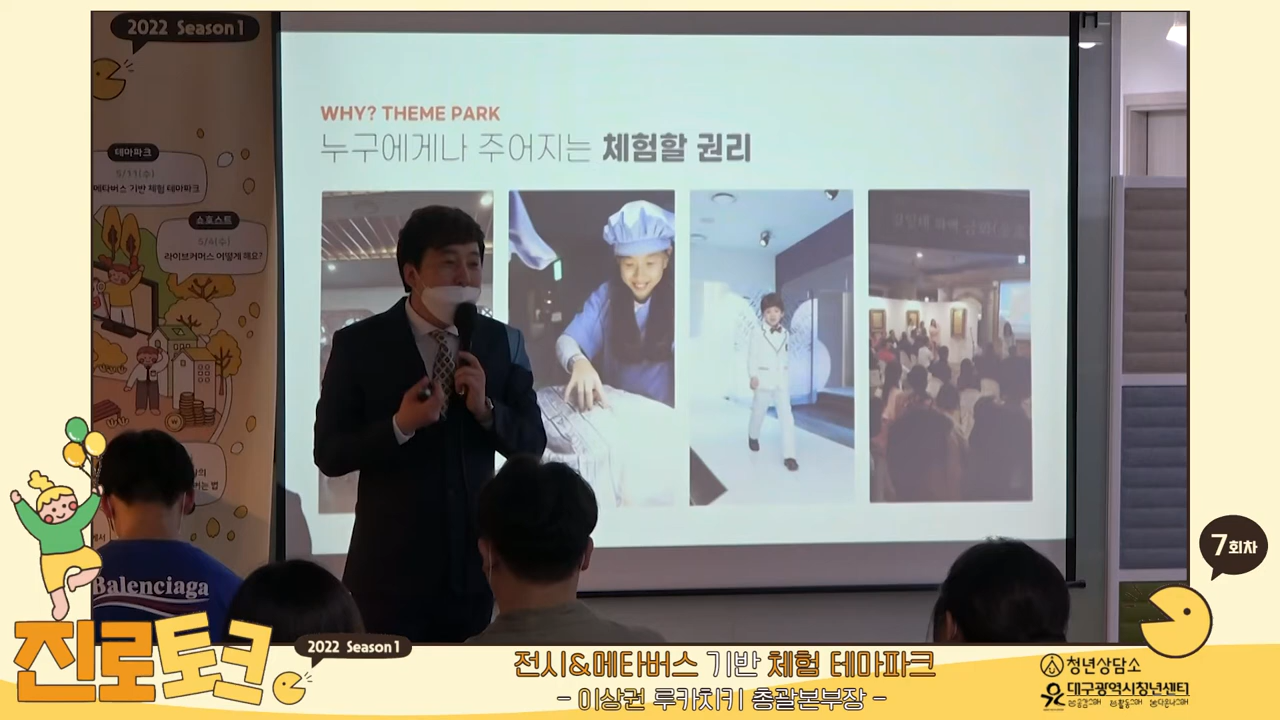 2022 Season 1
테마파크
5/11(수)
메타버스 기반 체험 테마파크
쇼호스트
5/4(수)
라이브커머스 어떻게 해요?
WHY? THEME PARK
누구에게나 주어지는 체험할 권리
Balenciaga
7회차
진로토크
2022 Season 1
전시&메타버스 기반 체험 테마파크
- 이상권 루카치키 총괄본부장 -
청년상담소
대구광역시청년센터